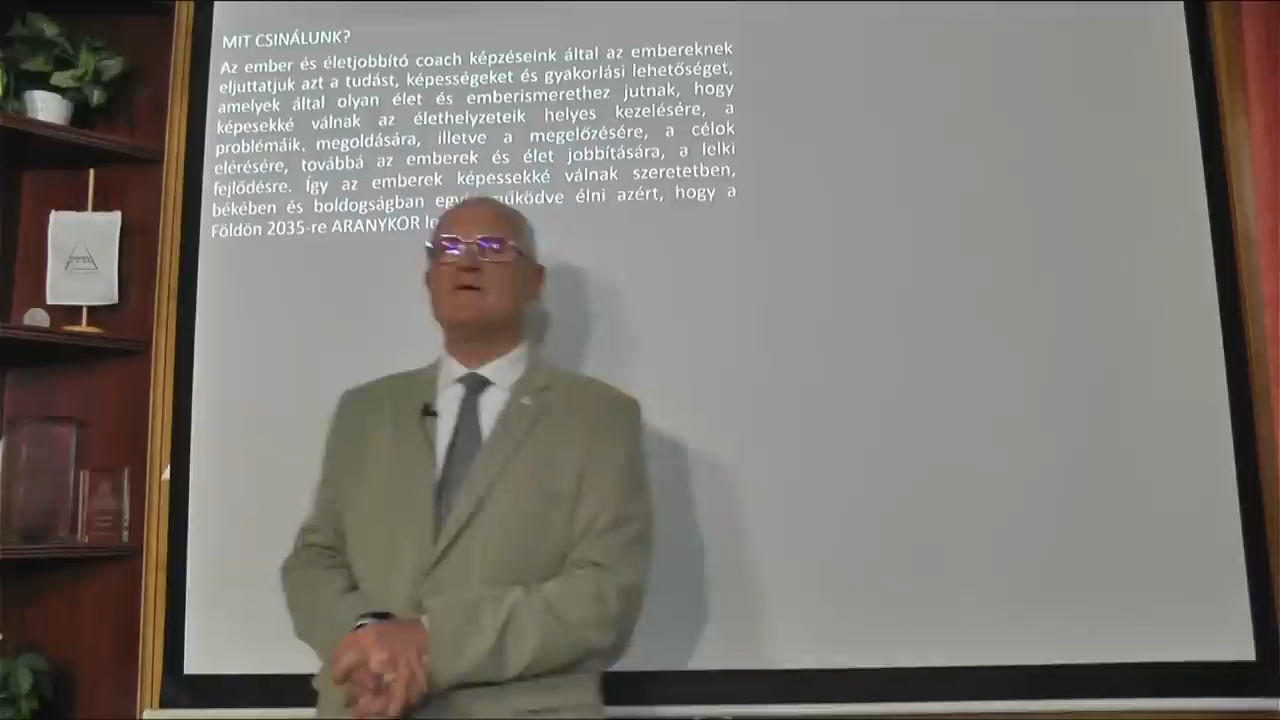 MIT CSINÁLUNK?
Az ember és életjobbító coach képzéseink által az embereknek
eljuttatjuk azt a tudást, képességeket és gyakorlási lehetőséget,
amelyek által olyan élet és emberismerethez jutnak, hogy
képesekké válnak az élethelyzeteik helyes kezelésére, a
problémáik. megoldására, illetve a megelőzésére, a célok
elérésére, továbbá az emberek és élet jobbítására, a lelki
fejlődésre. Így az emberek képessekké válnak szeretetben,
békében és boldogságban élni azért, hogy a
Földön 2035-re ARANYKOR